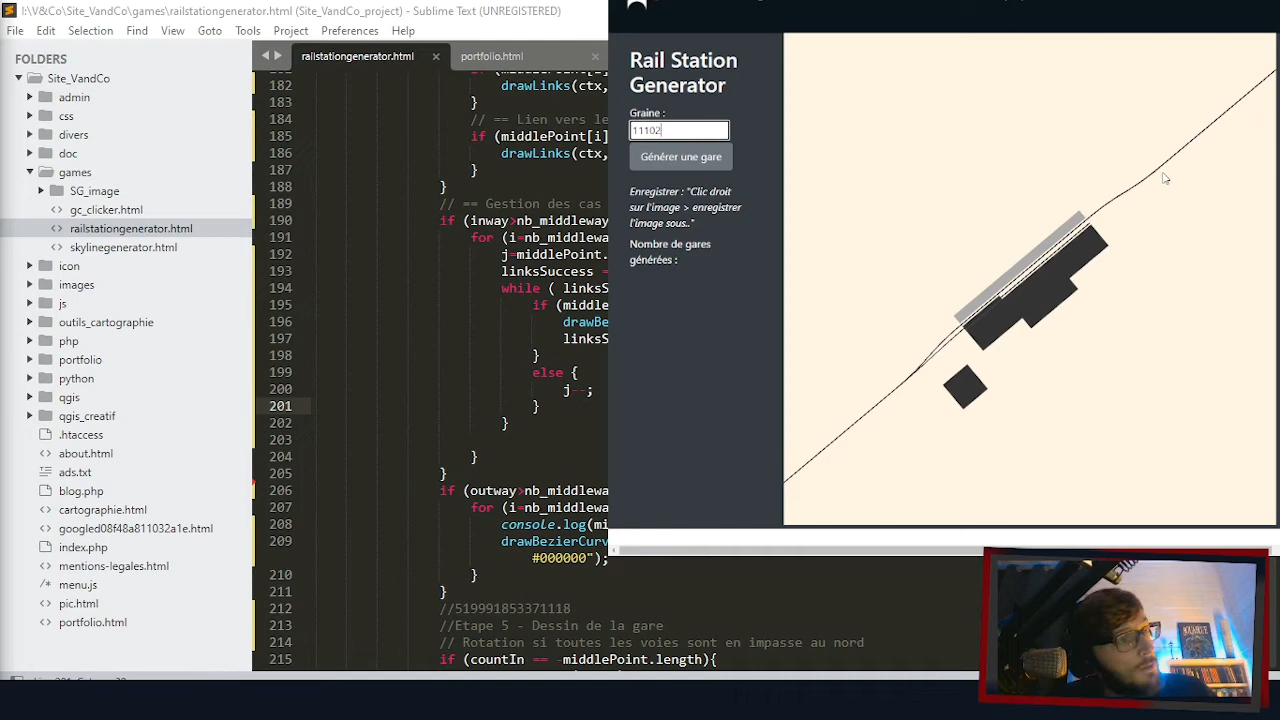 I:\V&Co\Site_VandCo\games\railstationgenerator.html (Site_VandCo_project) - Sublime Text (UNREGISTERED)
File Edit Selection Find View Goto Tools Project Preferences Help
FOLDERS
Site_VandCo
admin
css
divers
doc
games
SG_image
gc_clicker.html
railstationgenerator.html
skylinegenerator.html
icon
images
js
outils_cartographie
php
portfolio
python
qgis
qgis_creatif
.htaccess
about.html
ads.txt
blog.php
cartographie.html
googled08f48a811032a1e.html
index.php
mentions-legales.html
menu.js
pic.html
portfolio.html
railstationgenerator.html
portfolio.html
182 drawLinks(ctx,
183 }
184 // == Lien vers le
185 if (middlePoint[i]
186 drawLinks(ctx,
187 }
188 }
189 // == Gestion des cas
190 if (inway>nb_middlewa
191 for (i=nb_middlew
192 j=middlePoint.
193 linksSuccess =
194 while ( linksS
195 if (middle
196 drawBe
197 linksS
198 }
199 else {
200 j--;
201 }
202 }
203
204 }
205 }
206 if (outway>nb_middlewa
207 for (i=nb_middlew
208 console.log(mi
209 drawBezierCurv
#000000");
210 }
211 }
212 //519991853371118
213 //Etape 5 - Dessin de la gare
214 // Rotation si toutes les voies sont en impasse au nord
215 if (countIn == -middlePoint.length){
Rail Station
Generator
Graine :
11102
Générer une gare
Enregistrer : "Clic droit
sur l'image > enregistrer
l'image sous.."
Nombre de gares
générées :